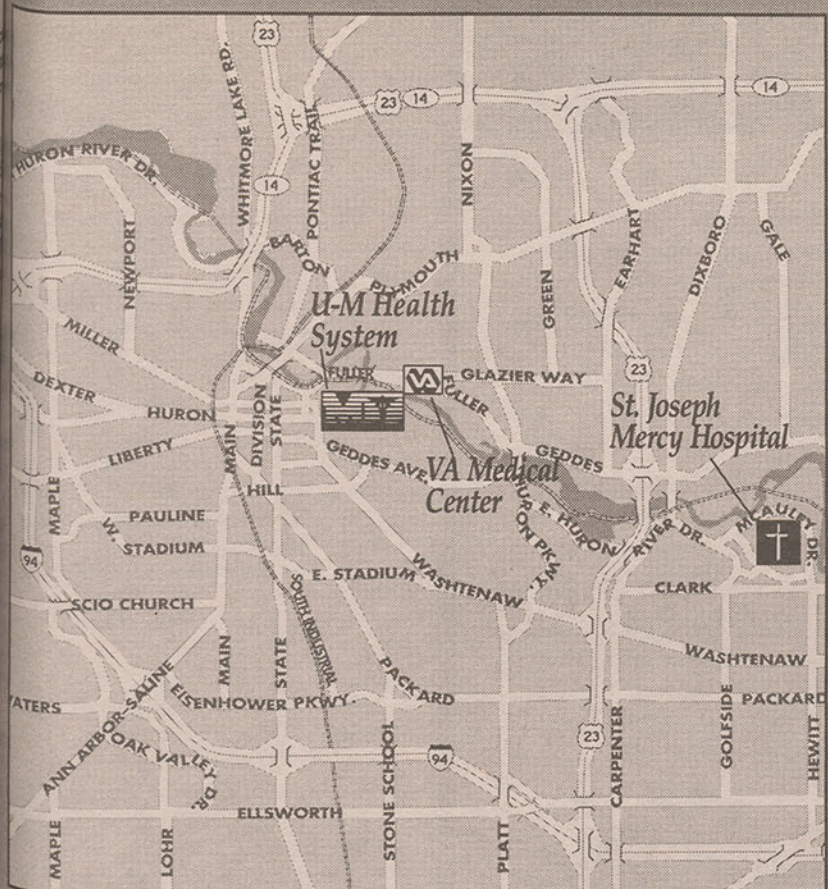 23
WHITMORE LAKE RD.
PONTIAC TRAIL
23
14
14
HURON RIVER DR.
14
NIXON
NEWPORT
BARTON
PLYMOUTH
GREEN
EARHART
DIXBORO
GALE
U-M Health
System
MILLER
FULLER
VA
FULLER
GLAZIER WAY
23
DEXTER
HURON
St. Joseph
Mercy Hospital
LIBERTY
MAIN
DIVISION
STATE
GEDDES AVE.
VA Medical
Center
GEDDES
HILL
MAPLE
PAULINE
W. STADIUM
HURON PKWY.
E. HURON RIVER DR.
MCAULEY DR.
94
E. STADIUM
WASHTENAW
CLARK
SCIO CHURCH
SOUTH INDUSTRIAL
MAIN
STATE
PACKARD
WASHTENAW
EISENHOWER PKWY.
PACKARD
ANN ARBOR-SALINE
OAK VALLEY DR.
STONE SCHOOL
94
23
CARPENTER
GOLFSIDE
HEWITT
ELLSWORTH
MAPLE
LOHR
PLATT